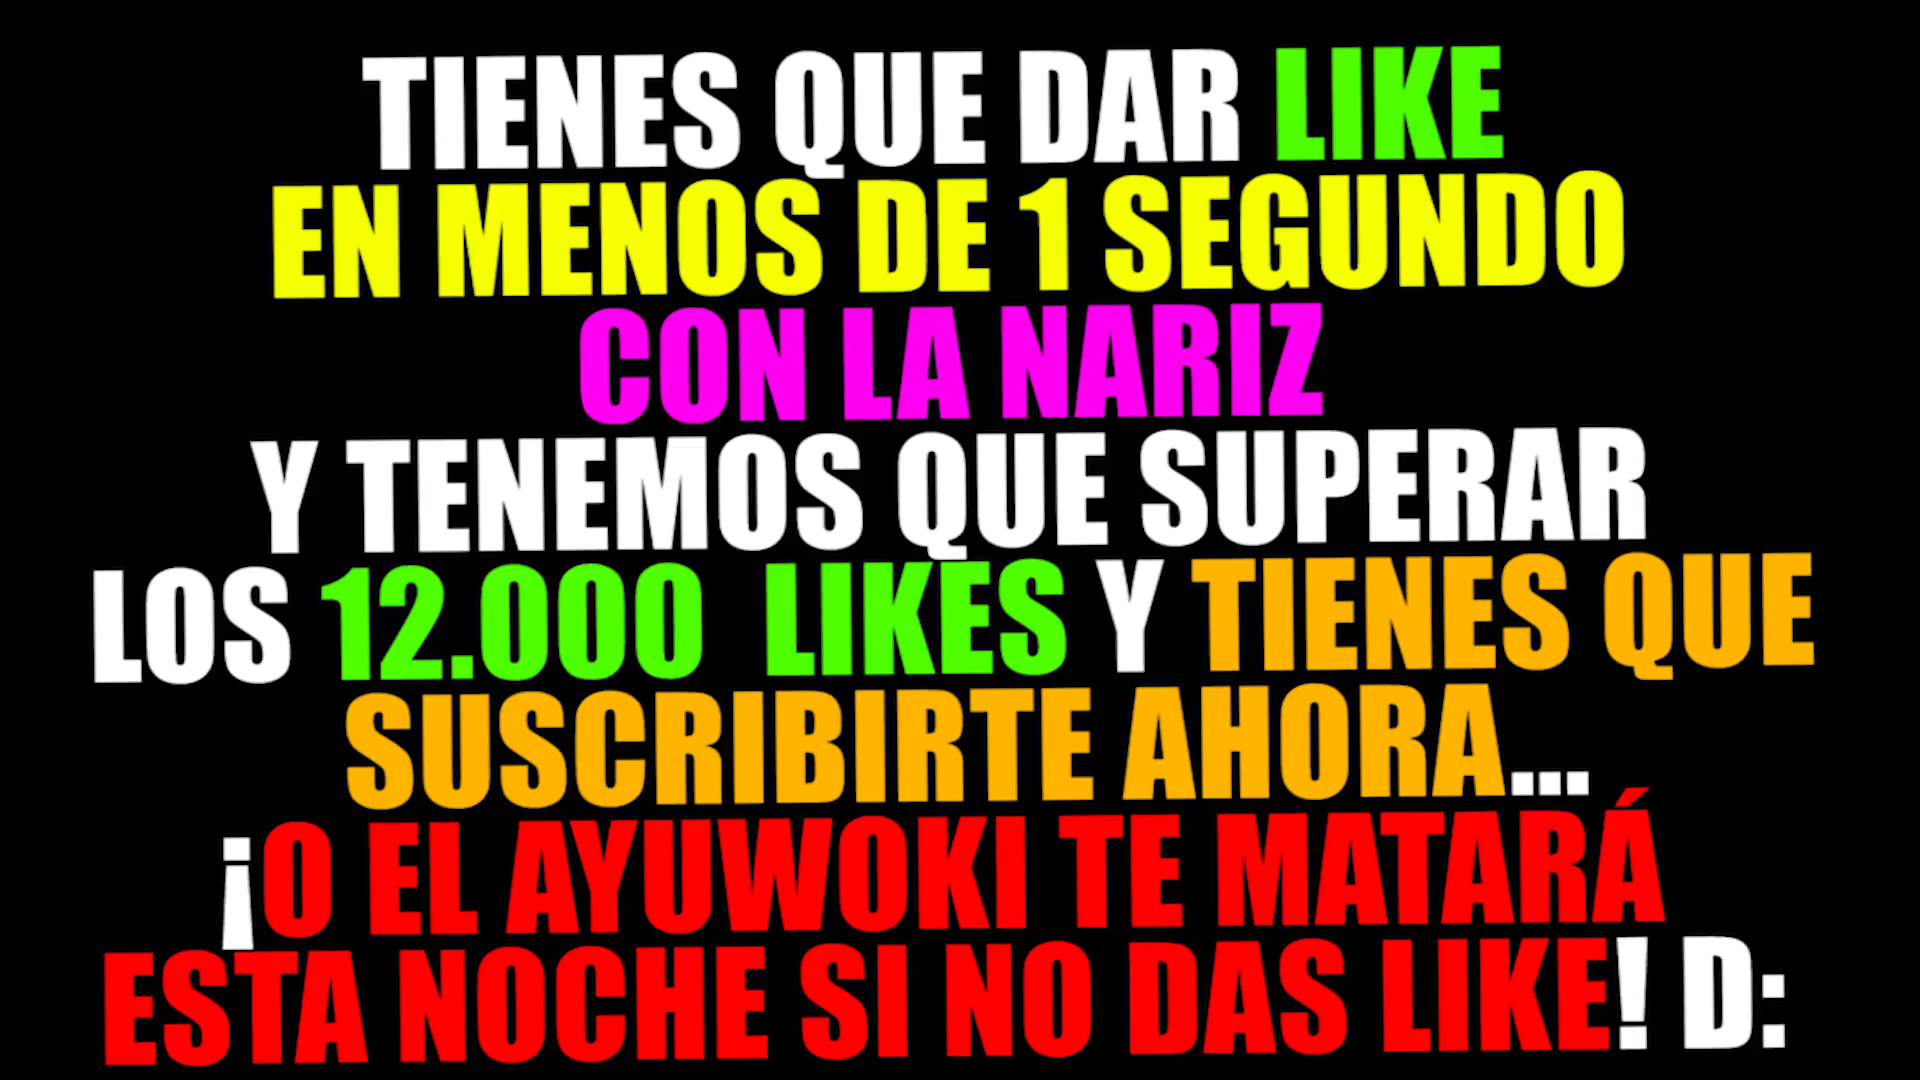 TIENES QUE DAR LIKE
EN MENOS DE 1 SEGUNDO
CON LA NARIZ
Y TENEMOS QUE SUPERAR
LOS 12.000 LIKES Y TIENES QUE
SUSCRIBIRTE AHORA...
¡O EL AYUWOKI TE MATARÁ
ESTA NOCHE SI NO DAS LIKE! D: